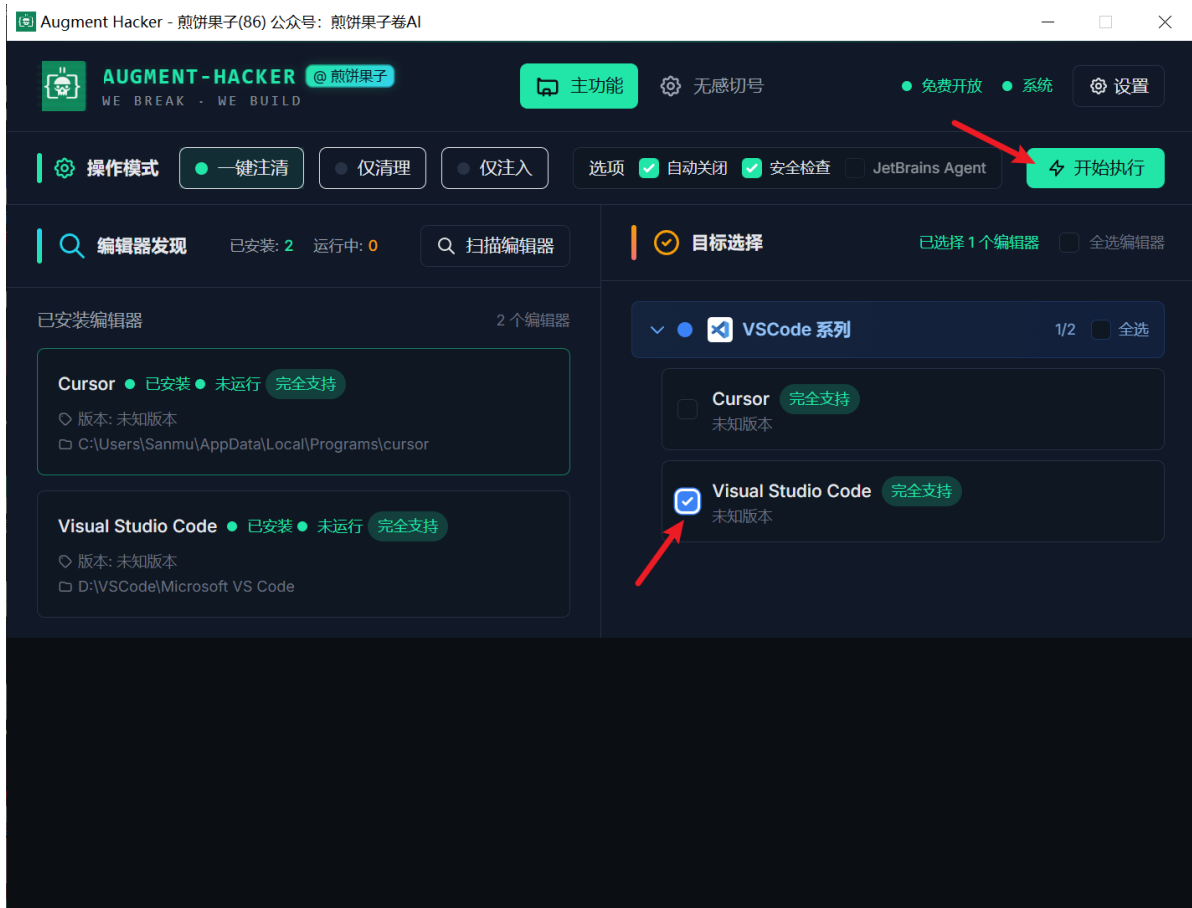 Augment Hacker - 煎饼果子(86) 公众号：煎饼果子卷AI
AUGMENT-HACKER @ 煎饼果子
WE BREAK · WE BUILD
主功能
无感切号
免费开放
系统
设置
操作模式
一键注清
仅清理
仅注入
选项
自动关闭
安全检查
JetBrains Agent
开始执行
编辑器发现
已安装: 2
运行中: 0
扫描编辑器
已安装编辑器
2 个编辑器
Cursor 已安装 未运行 完全支持
版本: 未知版本
C:\Users\Sanmu\AppData\Local\Programs\cursor
Visual Studio Code 已安装 未运行 完全支持
版本: 未知版本
D:\VSCode\Microsoft VS Code
目标选择
已选择 1 个编辑器
全选编辑器
VSCode 系列
1/2
全选
Cursor 完全支持
未知版本
Visual Studio Code 完全支持
未知版本